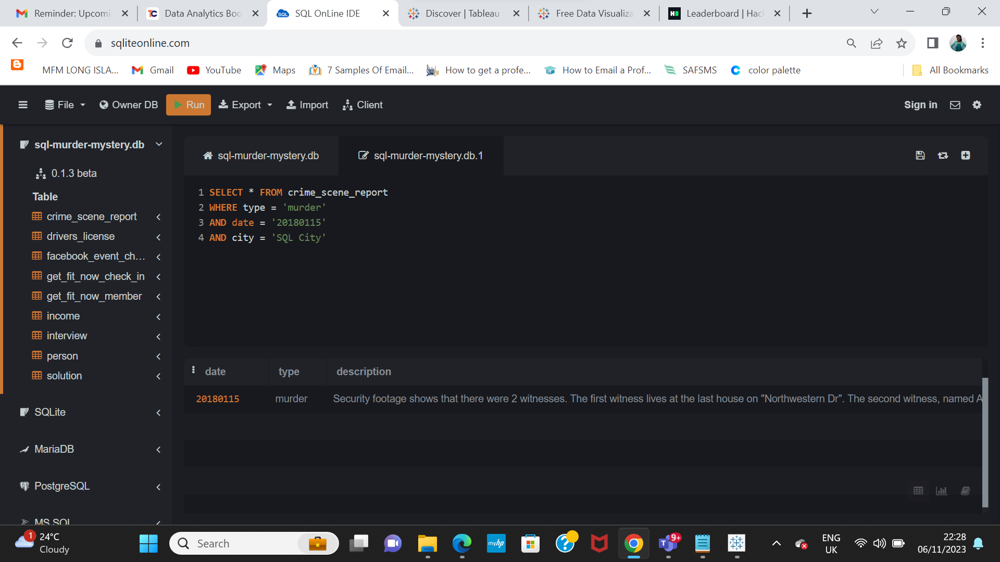 Reminder: Upcomi
Data Analytics Boo
SQL OnLine IDE
Discover | Tableau
Free Data Visualiza
Leaderboard | Hac
sqliteonline.com
MFM LONG ISLA...
Gmail
YouTube
Maps
7 Samples Of Email...
How to get a profe...
How to Email a Prof...
SAFSMS
color palette
All Bookmarks
File
Owner DB
Run
Export
Import
Client
Sign in
sql-murder-mystery.db
0.1.3 beta
Table
crime_scene_report
drivers_license
facebook_event_ch...
get_fit_now_check_in
get_fit_now_member
income
interview
person
solution
SQLite
MariaDB
PostgreSQL
MS SQL
sql-murder-mystery.db
sql-murder-mystery.db.1
1 SELECT * FROM crime_scene_report
2 WHERE type = 'murder'
3 AND date = '20180115'
4 AND city = 'SQL City'
date type description
20180115 murder Security footage shows that there were 2 witnesses. The first witness lives at the last house on "Northwestern Dr". The second witness, named A
1
24°C
Cloudy
Search
myhp
9+
ENG
UK
22:28
06/11/2023